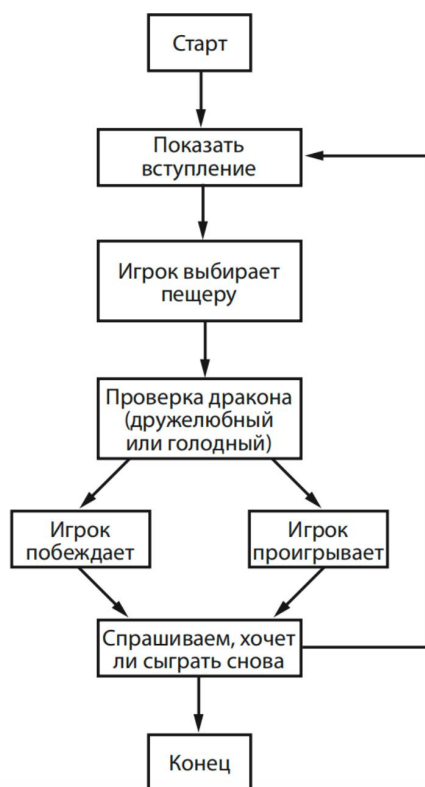 Старт
Показать
вступление
Игрок выбирает
пещеру
Проверка дракона
(дружелюбный
или голодный)
Игрок
побеждает
Игрок
проигрывает
Спрашиваем, хочет
ли сыграть снова
Конец